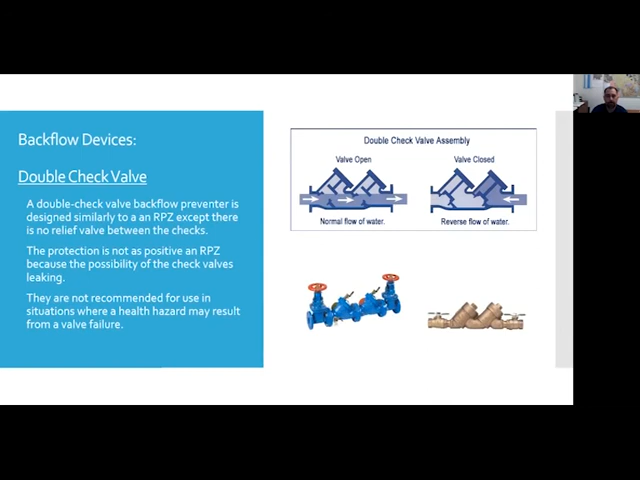 Backflow Devices:
Double Check Valve
A double-check valve backflow preventer is
designed similarly to a an RPZ except there
is no relief valve between the checks.
The protection is not as positive an RPZ
because the possibility of the check valves
leaking.
They are not recommended for use in
situations where a health hazard may result
from a valve failure.
Double Check Valve Assembly
Valve Open
Valve Closed
Normal flow of water.
Reverse flow of water.